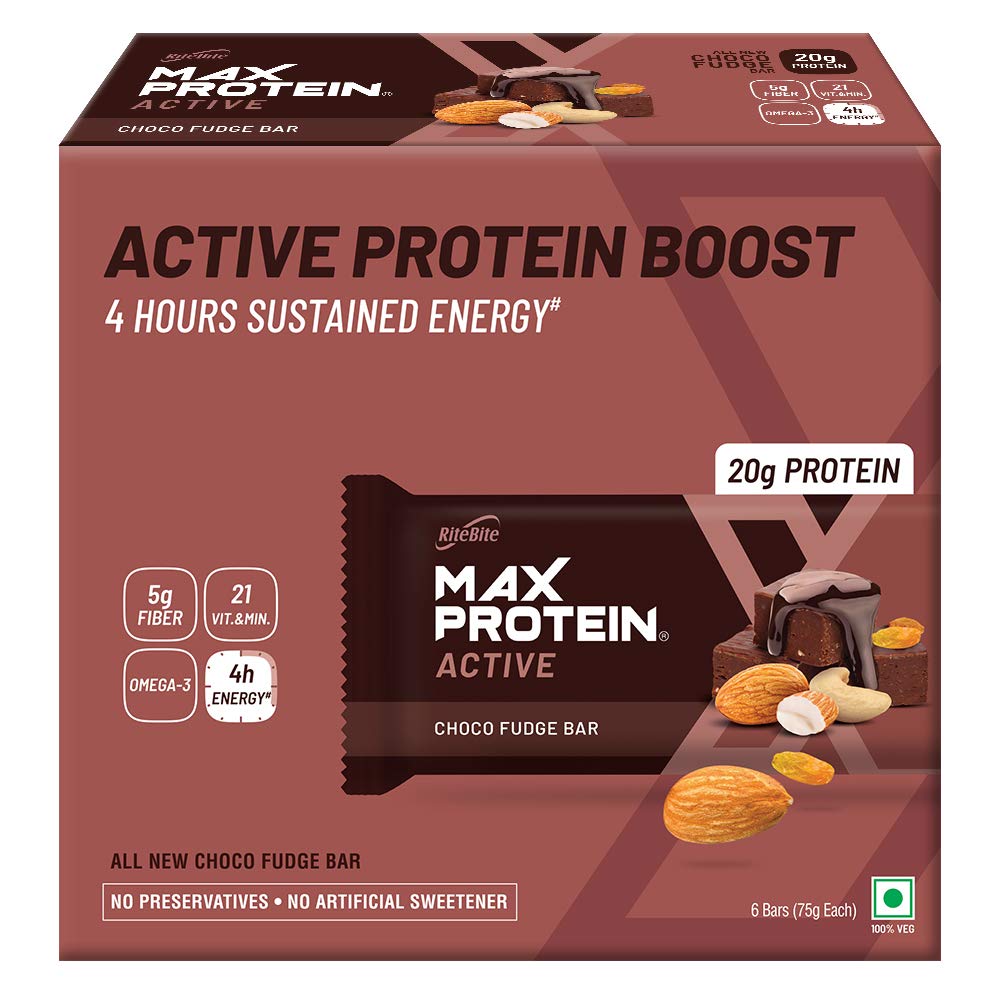 RiteBite
MAX
PROTEIN
ACTIVE
CHOCO FUDGE BAR
ALL NEW
CHOCO
FUDGE
BAR
20g
PROTEIN
5g
FIBER
21
VIT.&MIN.
OMEGA-3
4h
ENERGY#
ACTIVE PROTEIN BOOST
4 HOURS SUSTAINED ENERGY#
20g PROTEIN
RiteBite
MAX
PROTEIN®
ACTIVE
CHOCO FUDGE BAR
5g
FIBER
21
VIT.&MIN.
OMEGA-3
4h
ENERGY#
ALL NEW CHOCO FUDGE BAR
NO PRESERVATIVES • NO ARTIFICIAL SWEETENER
6 Bars (75g Each)
100% VEG